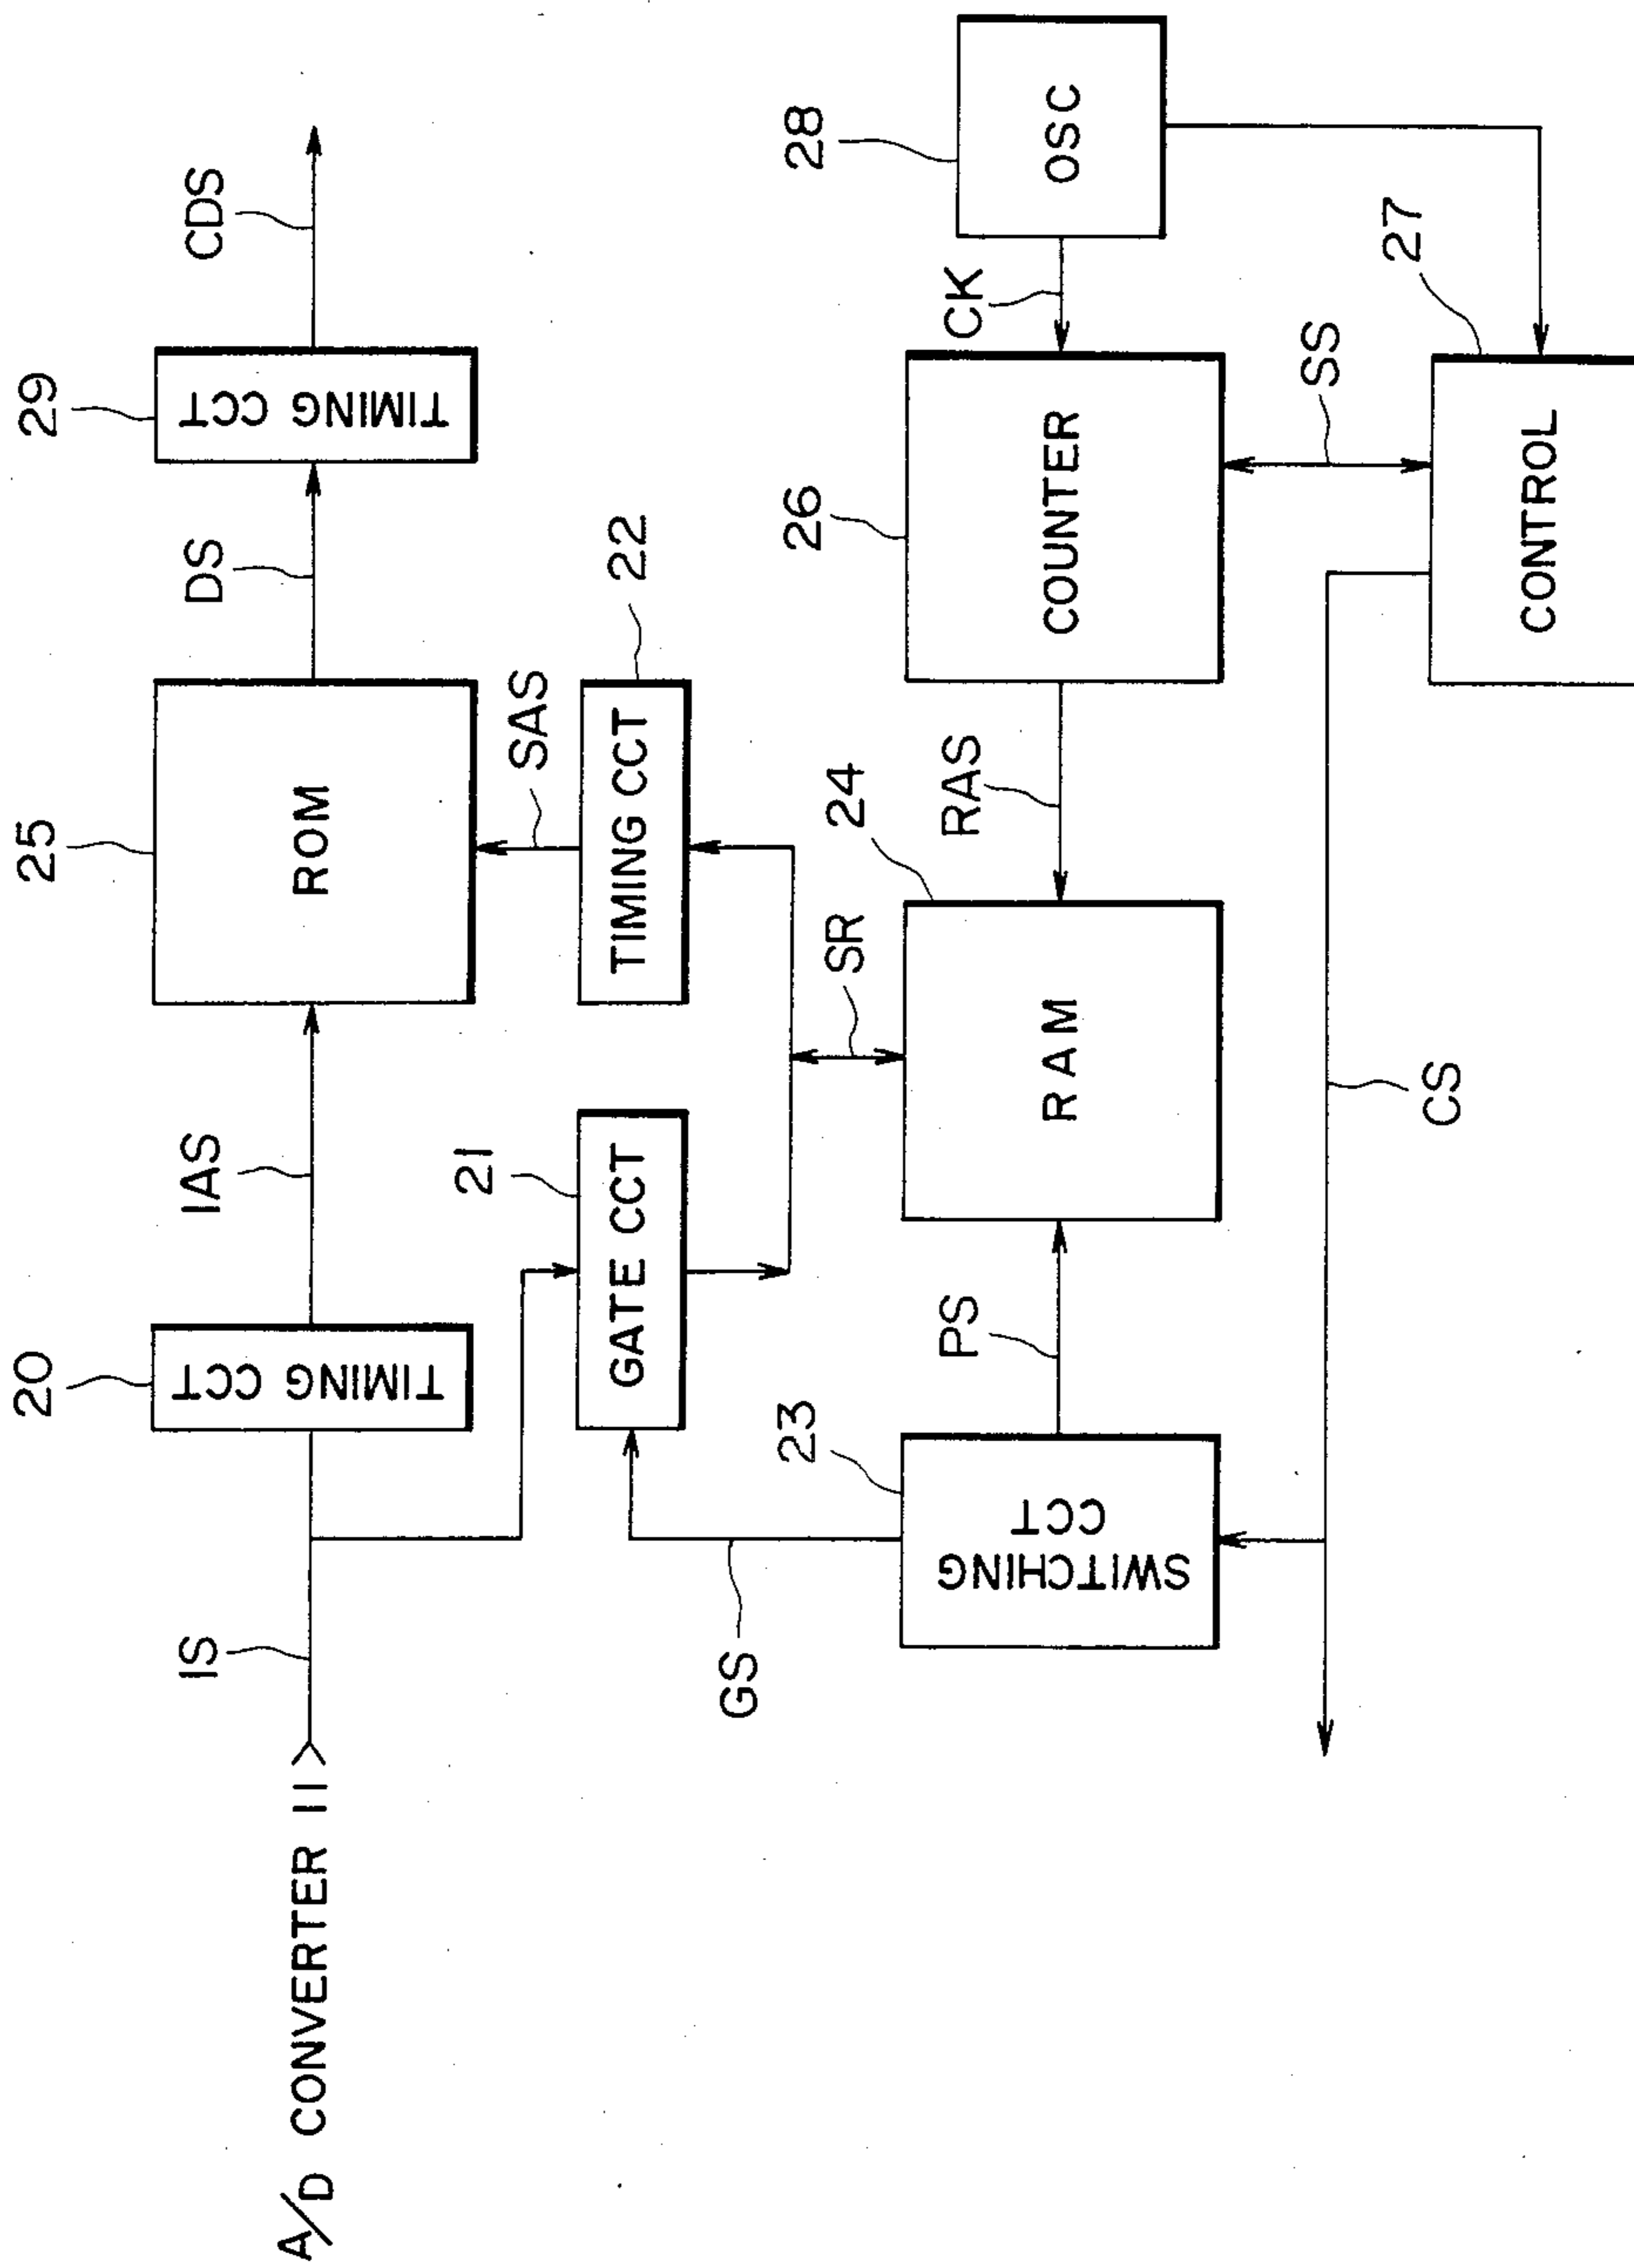 A/D CONVERTER 11
IS
20
TIMING CCT
IAS
25
ROM
DS
29
TIMING CCT
CDS
21
GATE CCT
SAS
22
TIMING CCT
GS
SR
23
SWITCHING
CCT
PS
24
RAM
RAS
26
COUNTER
CK
28
OSC
CS
SS
27
CONTROL